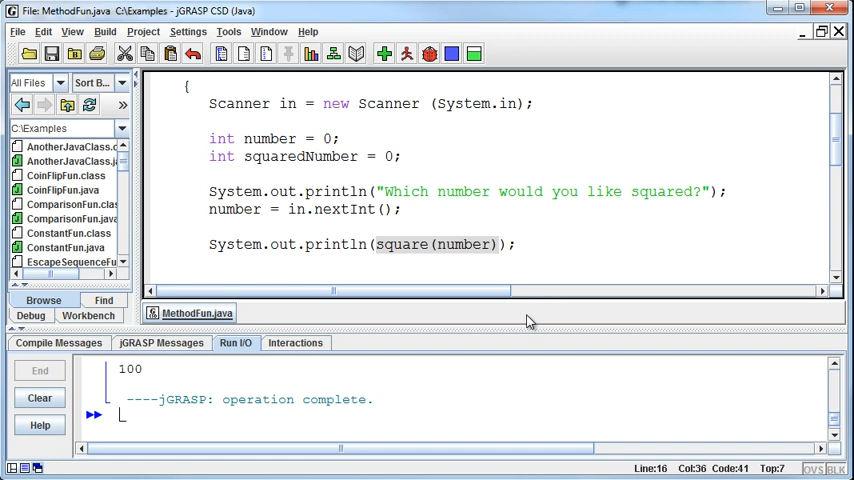 File: MethodFun.java C:\Examples - jGRASP CSD (Java)
File Edit View Build Project Settings Tools Window Help
All Files Sort B...
C:\Examples
AnotherJavaClass.c
AnotherJavaClass.ja
CoinFlipFun.class
CoinFlipFun.java
ComparisonFun.clas
ComparisonFun.java
ConstantFun.class
ConstantFun.java
EscapeSequenceFu
Browse Find
Debug Workbench
{
Scanner in = new Scanner (System.in);
int number = 0;
int squaredNumber = 0;
System.out.println("Which number would you like squared?");
number = in.nextInt();
System.out.println(square(number));
MethodFun.java
Compile Messages jGRASP Messages Run I/O Interactions
End
Clear
Help
100
----jGRASP: operation complete.
Line:16 Col:36 Code:41 Top:7 OVS BLK